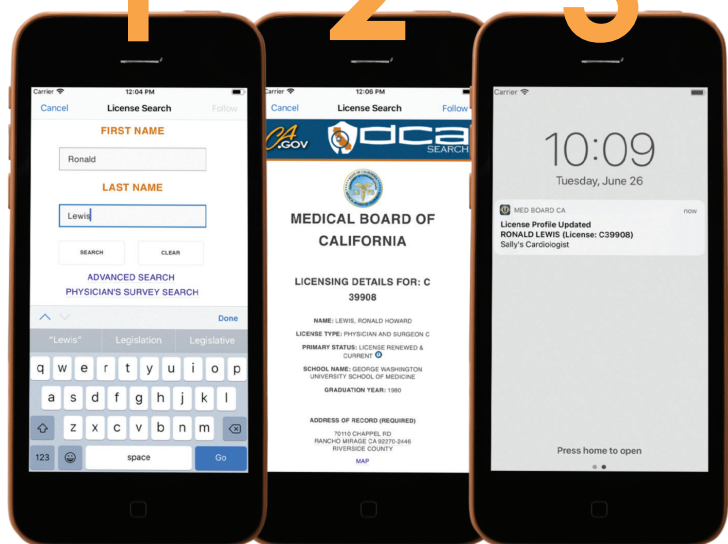 1
2
3
Carrier
12:04 PM
Cancel
License Search
Follow
FIRST NAME
Ronald
LAST NAME
Lewis
SEARCH
CLEAR
ADVANCED SEARCH
PHYSICIAN'S SURVEY SEARCH
Done
"Lewis"
Legislation
Legislative
q w e r t y u i o p
a s d f g h j k l
z x c v b n m
123
space
Go
arrier
12:06 PM
Cancel
License Search
Follow
CA.GOV
dca
SEARCH
MEDICAL BOARD OF
CALIFORNIA
LICENSING DETAILS FOR: C
39908
NAME: LEWIS, RONALD HOWARD
LICENSE TYPE: PHYSICIAN AND SURGEON C
PRIMARY STATUS: LICENSE RENEWED &
CURRENT
SCHOOL NAME: GEORGE WASHINGTON
UNIVERSITY SCHOOL OF MEDICINE
GRADUATION YEAR: 1980
ADDRESS OF RECORD (REQUIRED)
70110 CHAPPEL RD
RANCHO MIRAGE CA 92270-2446
RIVERSIDE COUNTY
MAP
Carrier
10:09
Tuesday, June 26
MED BOARD CA
now
License Profile Updated
RONALD LEWIS (License: C39908)
Sally's Cardiologist
Press home to open